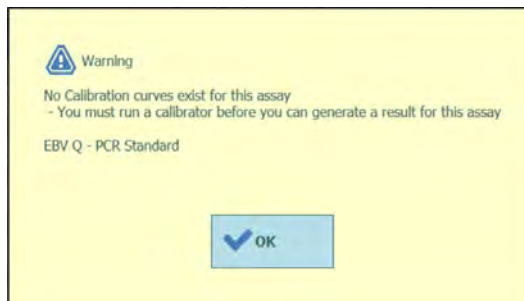 Warning
No Calibration curves exist for this assay
- You must run a calibrator before you can generate a result for this assay
EBV Q - PCR Standard
OK